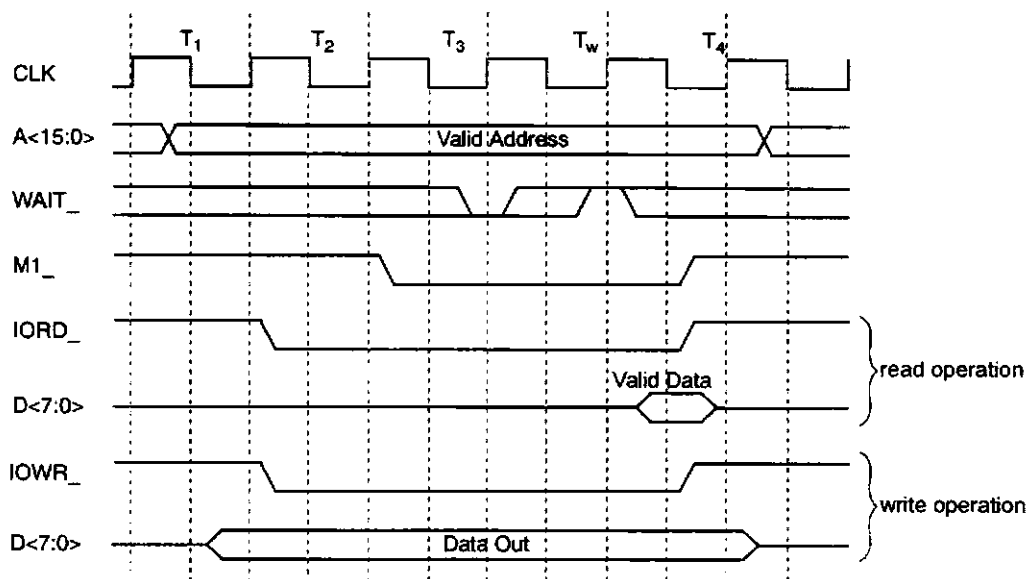 T1 T2 T3 Tw T4
CLK
A<15:0> Valid Address
WAIT_
M1_
IORD_
read operation
Valid Data
D<7:0>
IOWR_
write operation
D<7:0> Data Out